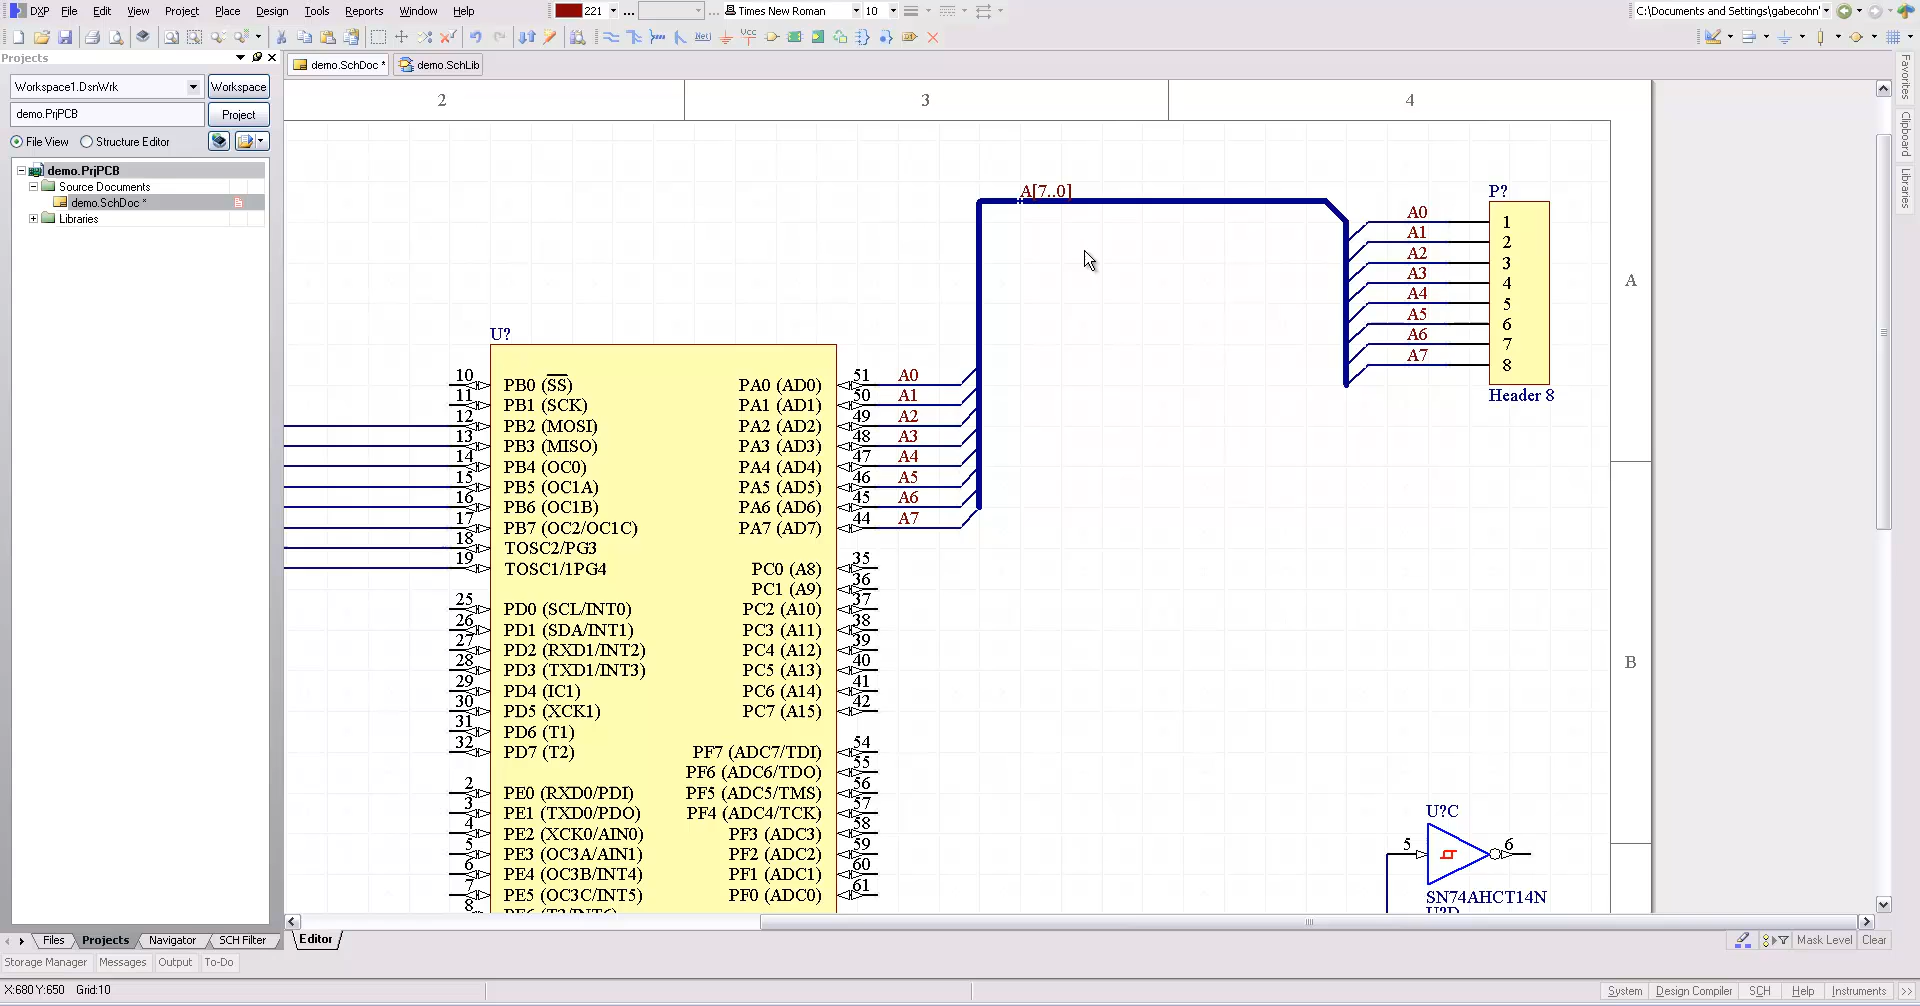 DXP File Edit View Project Place Design Tools Reports Window Help 221 ... ... Times New Roman 10 C:\Documents and Settings\gabecohn'
Projects
demo.SchDoc * demo.SchLib
Workspace1.DsnWrk Workspace
demo.PrjPCB Project
File View Structure Editor
demo.PrjPCB
Source Documents
demo.SchDoc *
Libraries
2 3 4
A
B
Favorites
Clipboard
Libraries
A[7..0]
P?
A0 1
A1 2
A2 3
A3 4
A4 5
A5 6
A6 7
A7 8
Header 8
U?
10 PB0 (SS) PA0 (AD0) 51 A0
11 PB1 (SCK) PA1 (AD1) 50 A1
12 PB2 (MOSI) PA2 (AD2) 49 A2
13 PB3 (MISO) PA3 (AD3) 48 A3
14 PB4 (OC0) PA4 (AD4) 47 A4
15 PB5 (OC1A) PA5 (AD5) 46 A5
16 PB6 (OC1B) PA6 (AD6) 45 A6
17 PB7 (OC2/OC1C) PA7 (AD7) 44 A7
18 TOSC2/PG3
19 TOSC1/1PG4 PC0 (A8) 35
PC1 (A9) 36
25 PD0 (SCL/INT0) PC2 (A10) 37
26 PD1 (SDA/INT1) PC3 (A11) 38
27 PD2 (RXD1/INT2) PC4 (A12) 39
28 PD3 (TXD1/INT3) PC5 (A13) 40
29 PD4 (IC1) PC6 (A14) 41
30 PD5 (XCK1) PC7 (A15) 42
31 PD6 (T1)
32 PD7 (T2) PF7 (ADC7/TDI) 54
PF6 (ADC6/TDO) 55
2 PE0 (RXD0/PDI) PF5 (ADC5/TMS) 56
3 PE1 (TXD0/PDO) PF4 (ADC4/TCK) 57
4 PE2 (XCK0/AIN0) PF3 (ADC3) 58
5 PE3 (OC3A/AIN1) PF2 (ADC2) 59
6 PE4 (OC3B/INT4) PF1 (ADC1) 60
7 PE5 (OC3C/INT5) PF0 (ADC0) 61
8 PE6 (T3/INT6)
U?C
5 6
SN74AHCT14N
U?D
Files Projects Navigator SCH Filter Editor Mask Level Clear
Storage Manager Messages Output To-Do
X:680 Y:650 Grid:10 System Design Compiler SCH Help Instruments >>